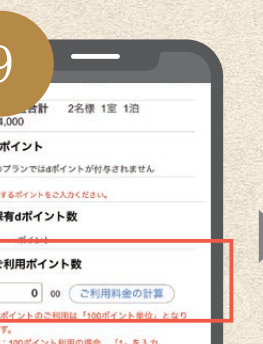 9
合計 2名様 1室 1泊
4,000
ポイント
プランではdポイントが付与されません
するポイントをご入力ください。
保有dポイント数
ポイント
ご利用ポイント数
0 00 ご利用料金の計算
ポイントのご利用は「100ポイント単位」となり
す。
:100ポイント利用の場合、「1」を入力